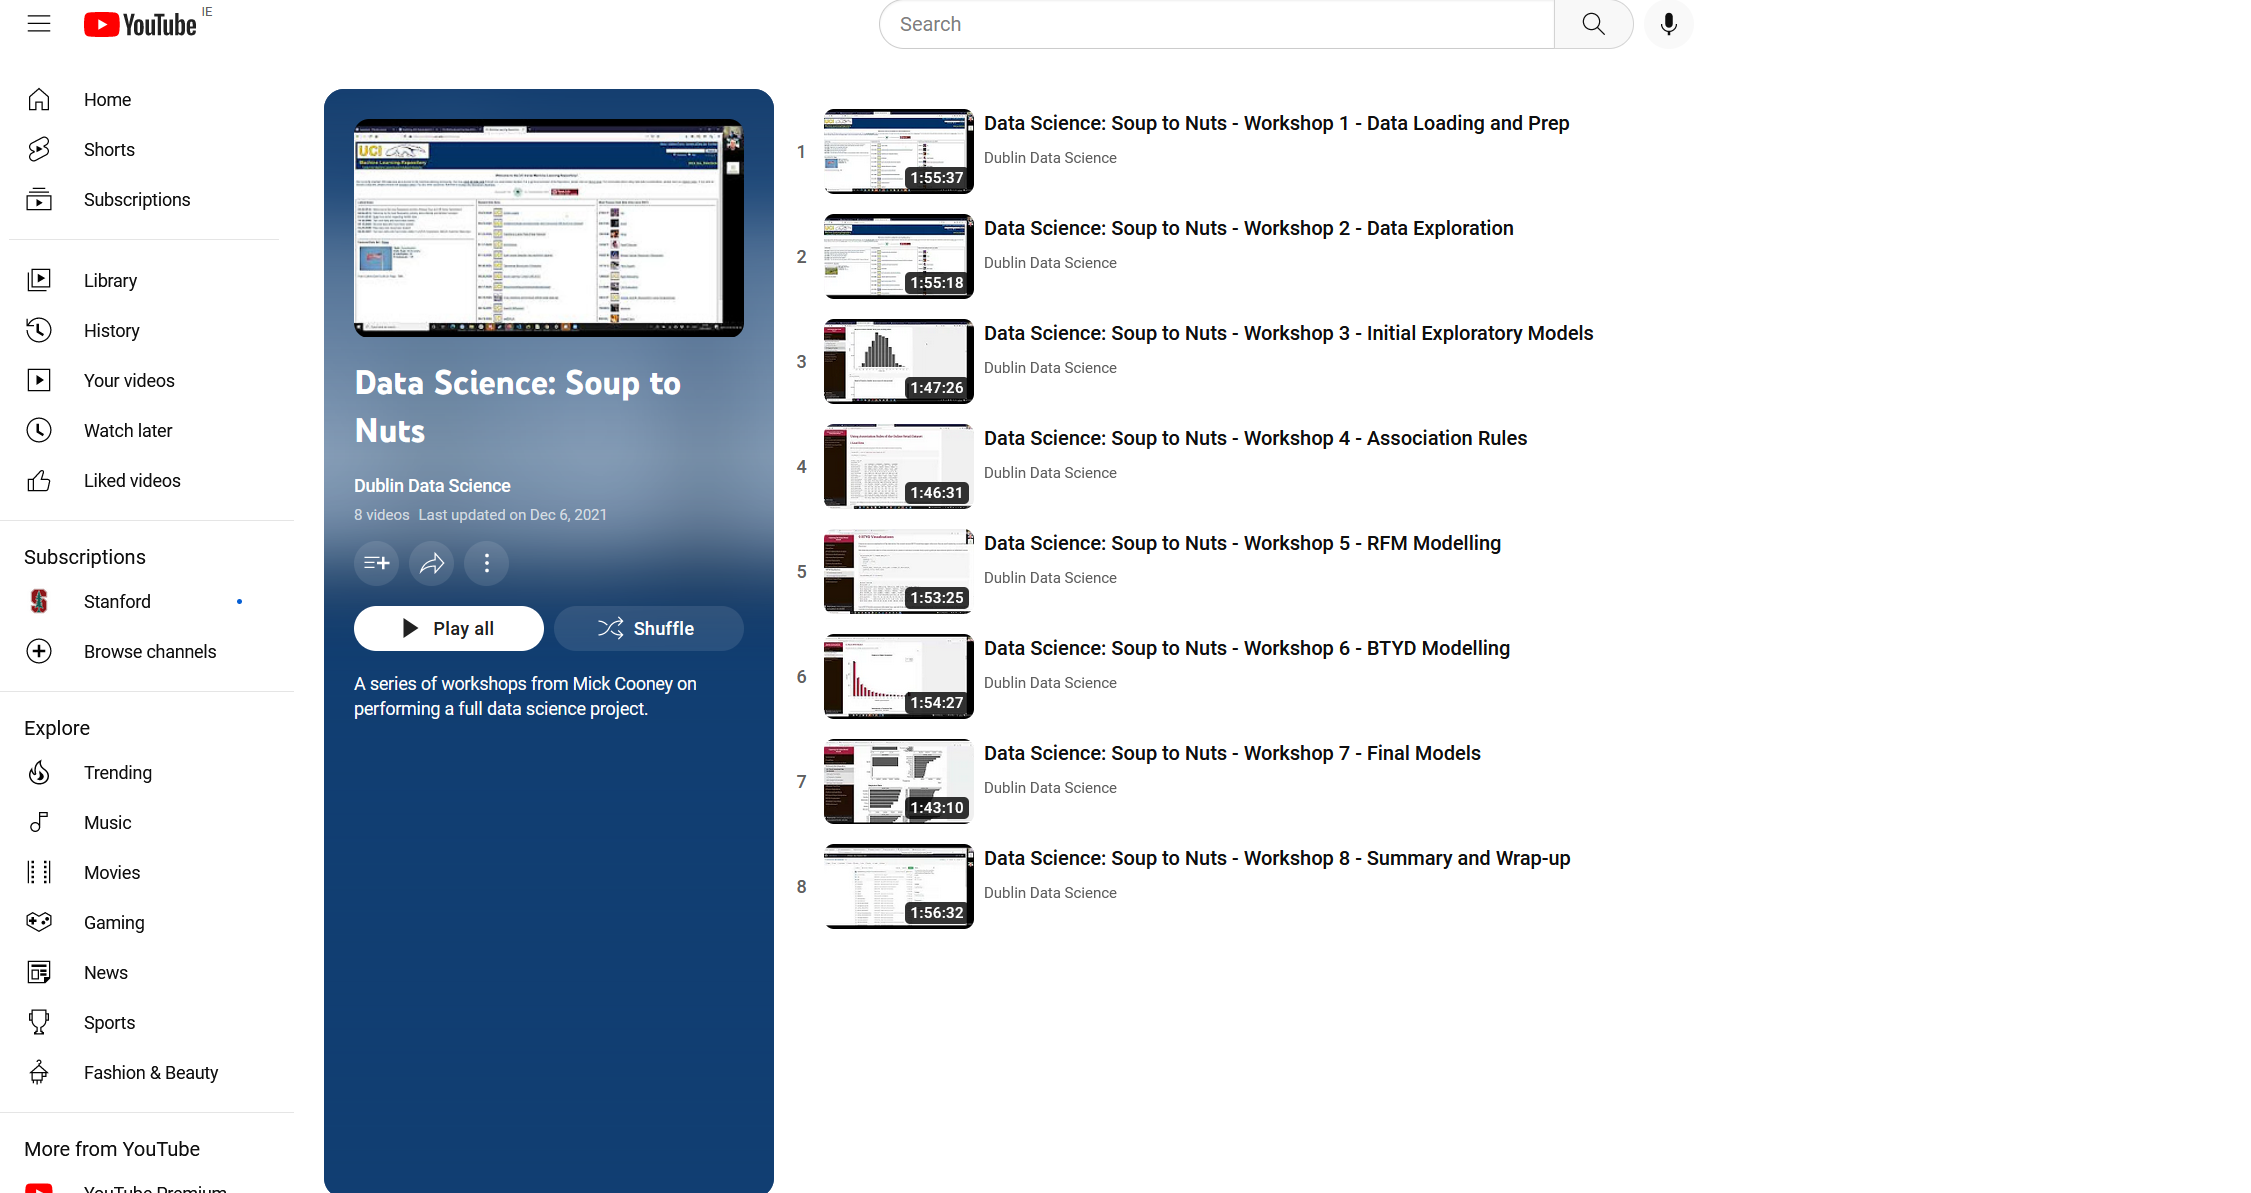 YouTube IE
Search
Home
Shorts
Subscriptions
Library
History
Your videos
Watch later
Liked videos
Subscriptions
Stanford
Browse channels
Explore
Trending
Music
Movies
Gaming
News
Sports
Fashion & Beauty
More from YouTube
YouTube Premium
UCI
Machine Learning Repository
Data Science: Soup to
Nuts
Dublin Data Science
8 videos Last updated on Dec 6, 2021
Play all
Shuffle
A series of workshops from Mick Cooney on
performing a full data science project.
1
1:55:37
Data Science: Soup to Nuts - Workshop 1 - Data Loading and Prep
Dublin Data Science
2
1:55:18
Data Science: Soup to Nuts - Workshop 2 - Data Exploration
Dublin Data Science
3
1:47:26
Data Science: Soup to Nuts - Workshop 3 - Initial Exploratory Models
Dublin Data Science
4
1:46:31
Data Science: Soup to Nuts - Workshop 4 - Association Rules
Dublin Data Science
5
1:53:25
Data Science: Soup to Nuts - Workshop 5 - RFM Modelling
Dublin Data Science
6
1:54:27
Data Science: Soup to Nuts - Workshop 6 - BTYD Modelling
Dublin Data Science
7
1:43:10
Data Science: Soup to Nuts - Workshop 7 - Final Models
Dublin Data Science
8
1:56:32
Data Science: Soup to Nuts - Workshop 8 - Summary and Wrap-up
Dublin Data Science